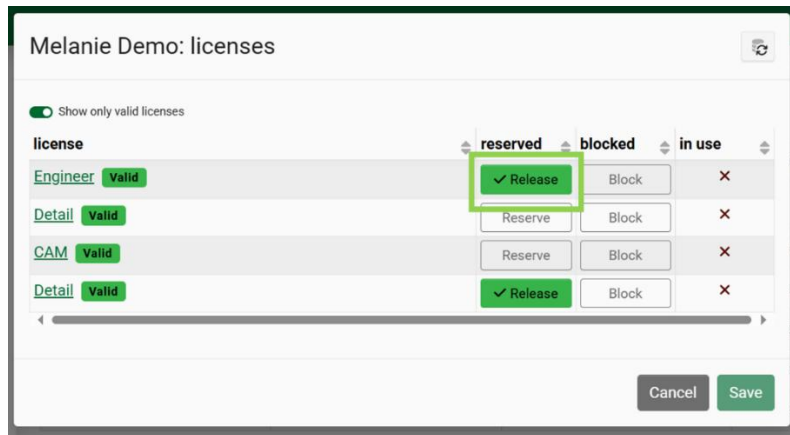 Melanie Demo: licenses
Show only valid licenses
license reserved blocked in use
Engineer Valid ✓ Release Block ×
Detail Valid Reserve Block ×
CAM Valid Reserve Block ×
Detail Valid ✓ Release Block ×
Cancel Save